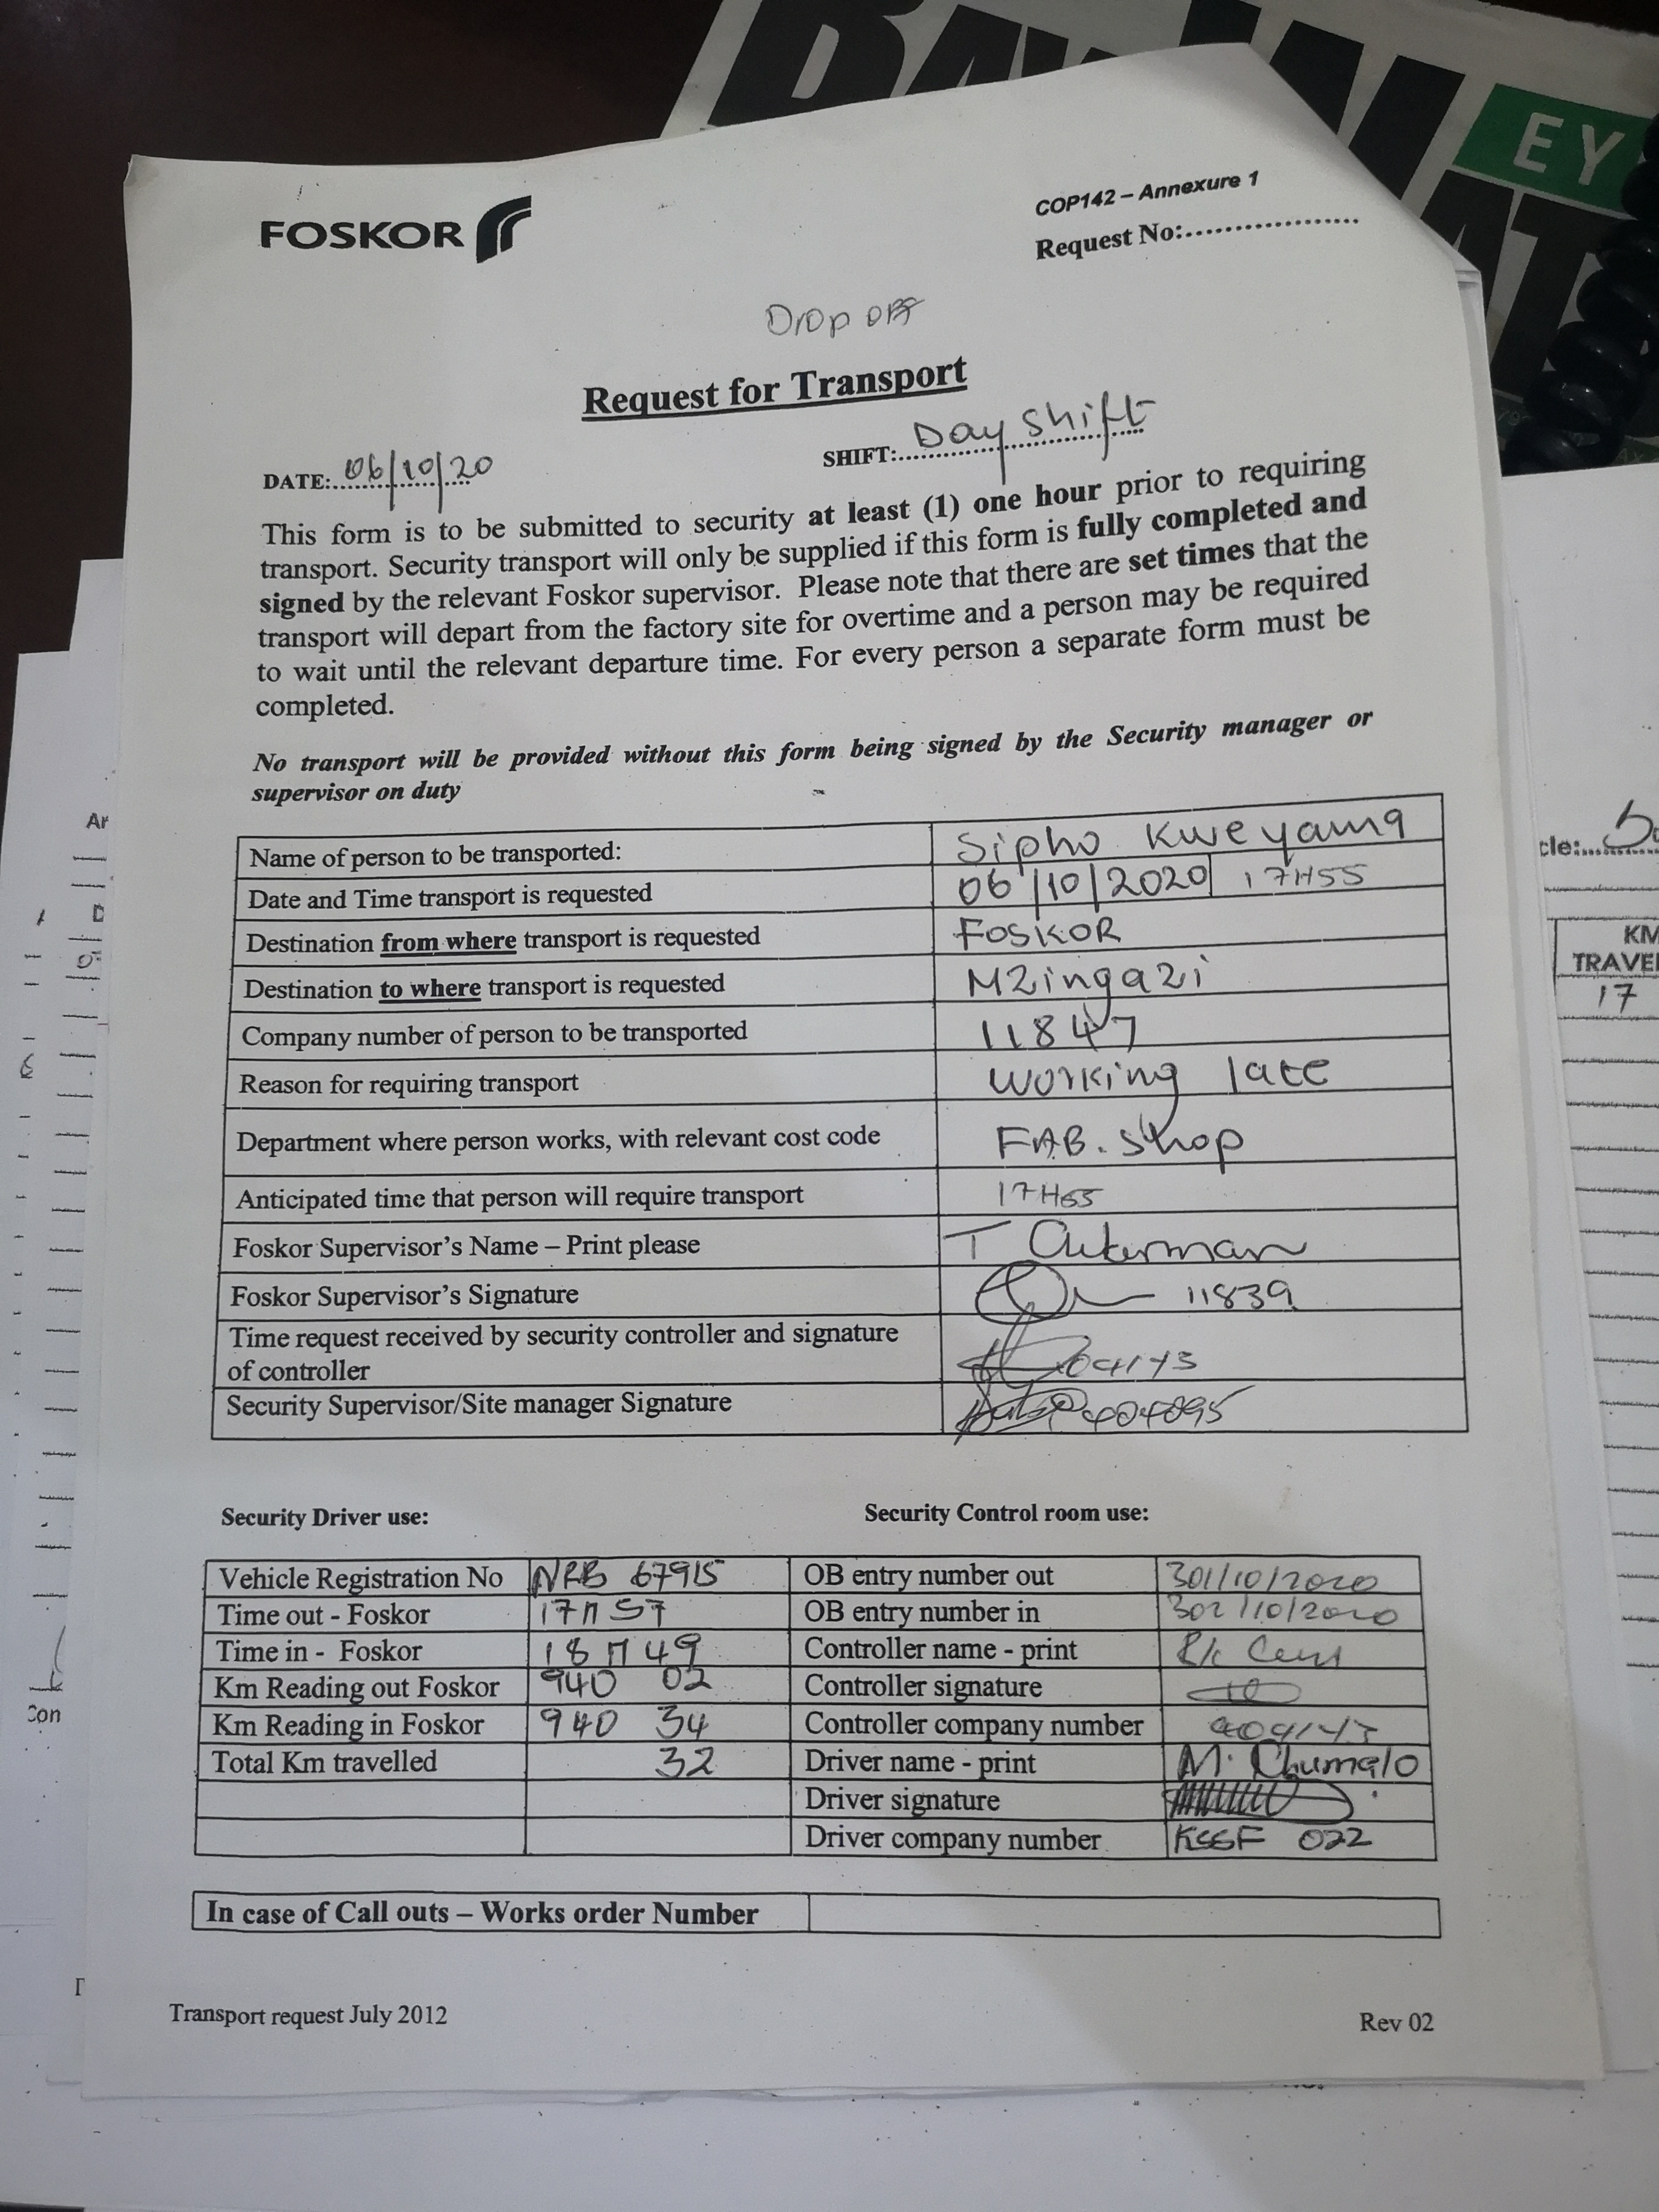 EY
FOSKOR
COP142 – Annexure 1
Request No:...................
Drop off
Request for Transport
DATE: 06/10/20
SHIFT: Day shift
This form is to be submitted to security at least (1) one hour prior to requiring
transport. Security transport will only be supplied if this form is fully completed and
signed by the relevant Foskor supervisor. Please note that there are set times that the
transport will depart from the factory site for overtime and a person may be required
to wait until the relevant departure time. For every person a separate form must be
completed.
No transport will be provided without this form being signed by the Security manager or
supervisor on duty
Name of person to be transported: Sipho Kweyama
Date and Time transport is requested 06/10/2020 17H55
Destination from where transport is requested FOSKOR
Destination to where transport is requested Mzingazi
Company number of person to be transported 11847
Reason for requiring transport working late
Department where person works, with relevant cost code FAB. Shop
Anticipated time that person will require transport 17H55
Foskor Supervisor's Name – Print please T Ackerman
Foskor Supervisor's Signature 11839
Time request received by security controller and signature
of controller
Security Supervisor/Site manager Signature
Security Driver use:
Security Control room use:
Vehicle Registration No NRB 67915 OB entry number out 301/10/2020
Time out - Foskor 17H57 OB entry number in 302/10/2020
Time in - Foskor 18H49 Controller name - print
Km Reading out Foskor 940 02 Controller signature
Km Reading in Foskor 940 34 Controller company number
Total Km travelled 32 Driver name - print M. Khumalo
Driver signature
Driver company number KSSF 022
In case of Call outs – Works order Number
Transport request July 2012
Rev 02
KM
17